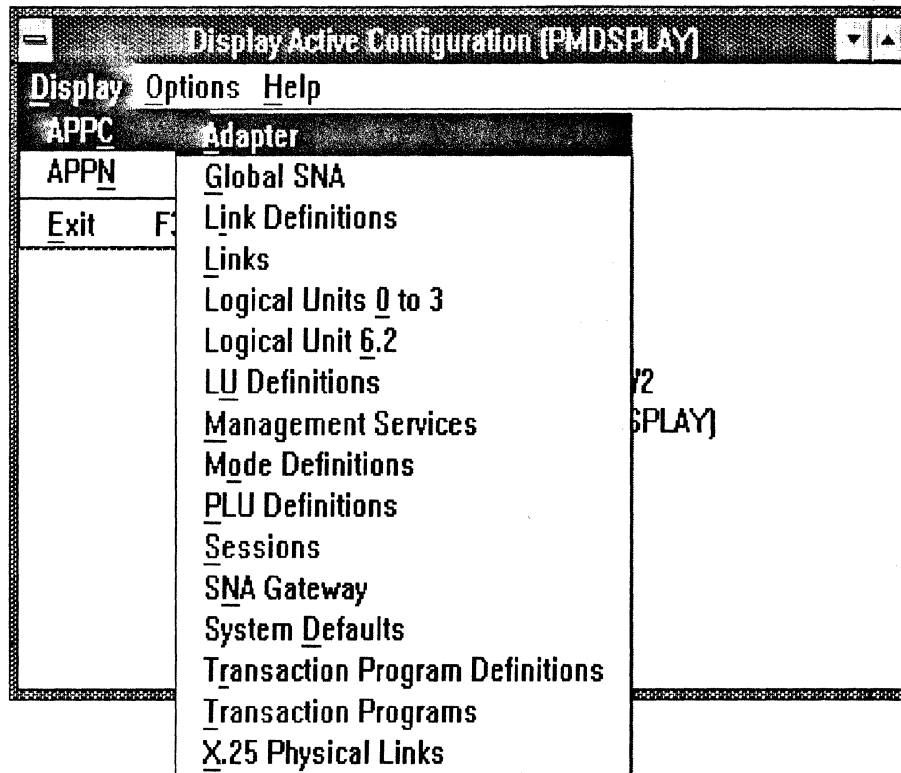 Display Active Configuration (PMDSPLAY)
Display Options Help
APPC
APPN
Exit
Adapter
Global SNA
Link Definitions
Links
Logical Units 0 to 3
Logical Unit 6.2
LU Definitions
Management Services
Mode Definitions
PLU Definitions
Sessions
SNA Gateway
System Defaults
Transaction Program Definitions
Transaction Programs
X.25 Physical Links